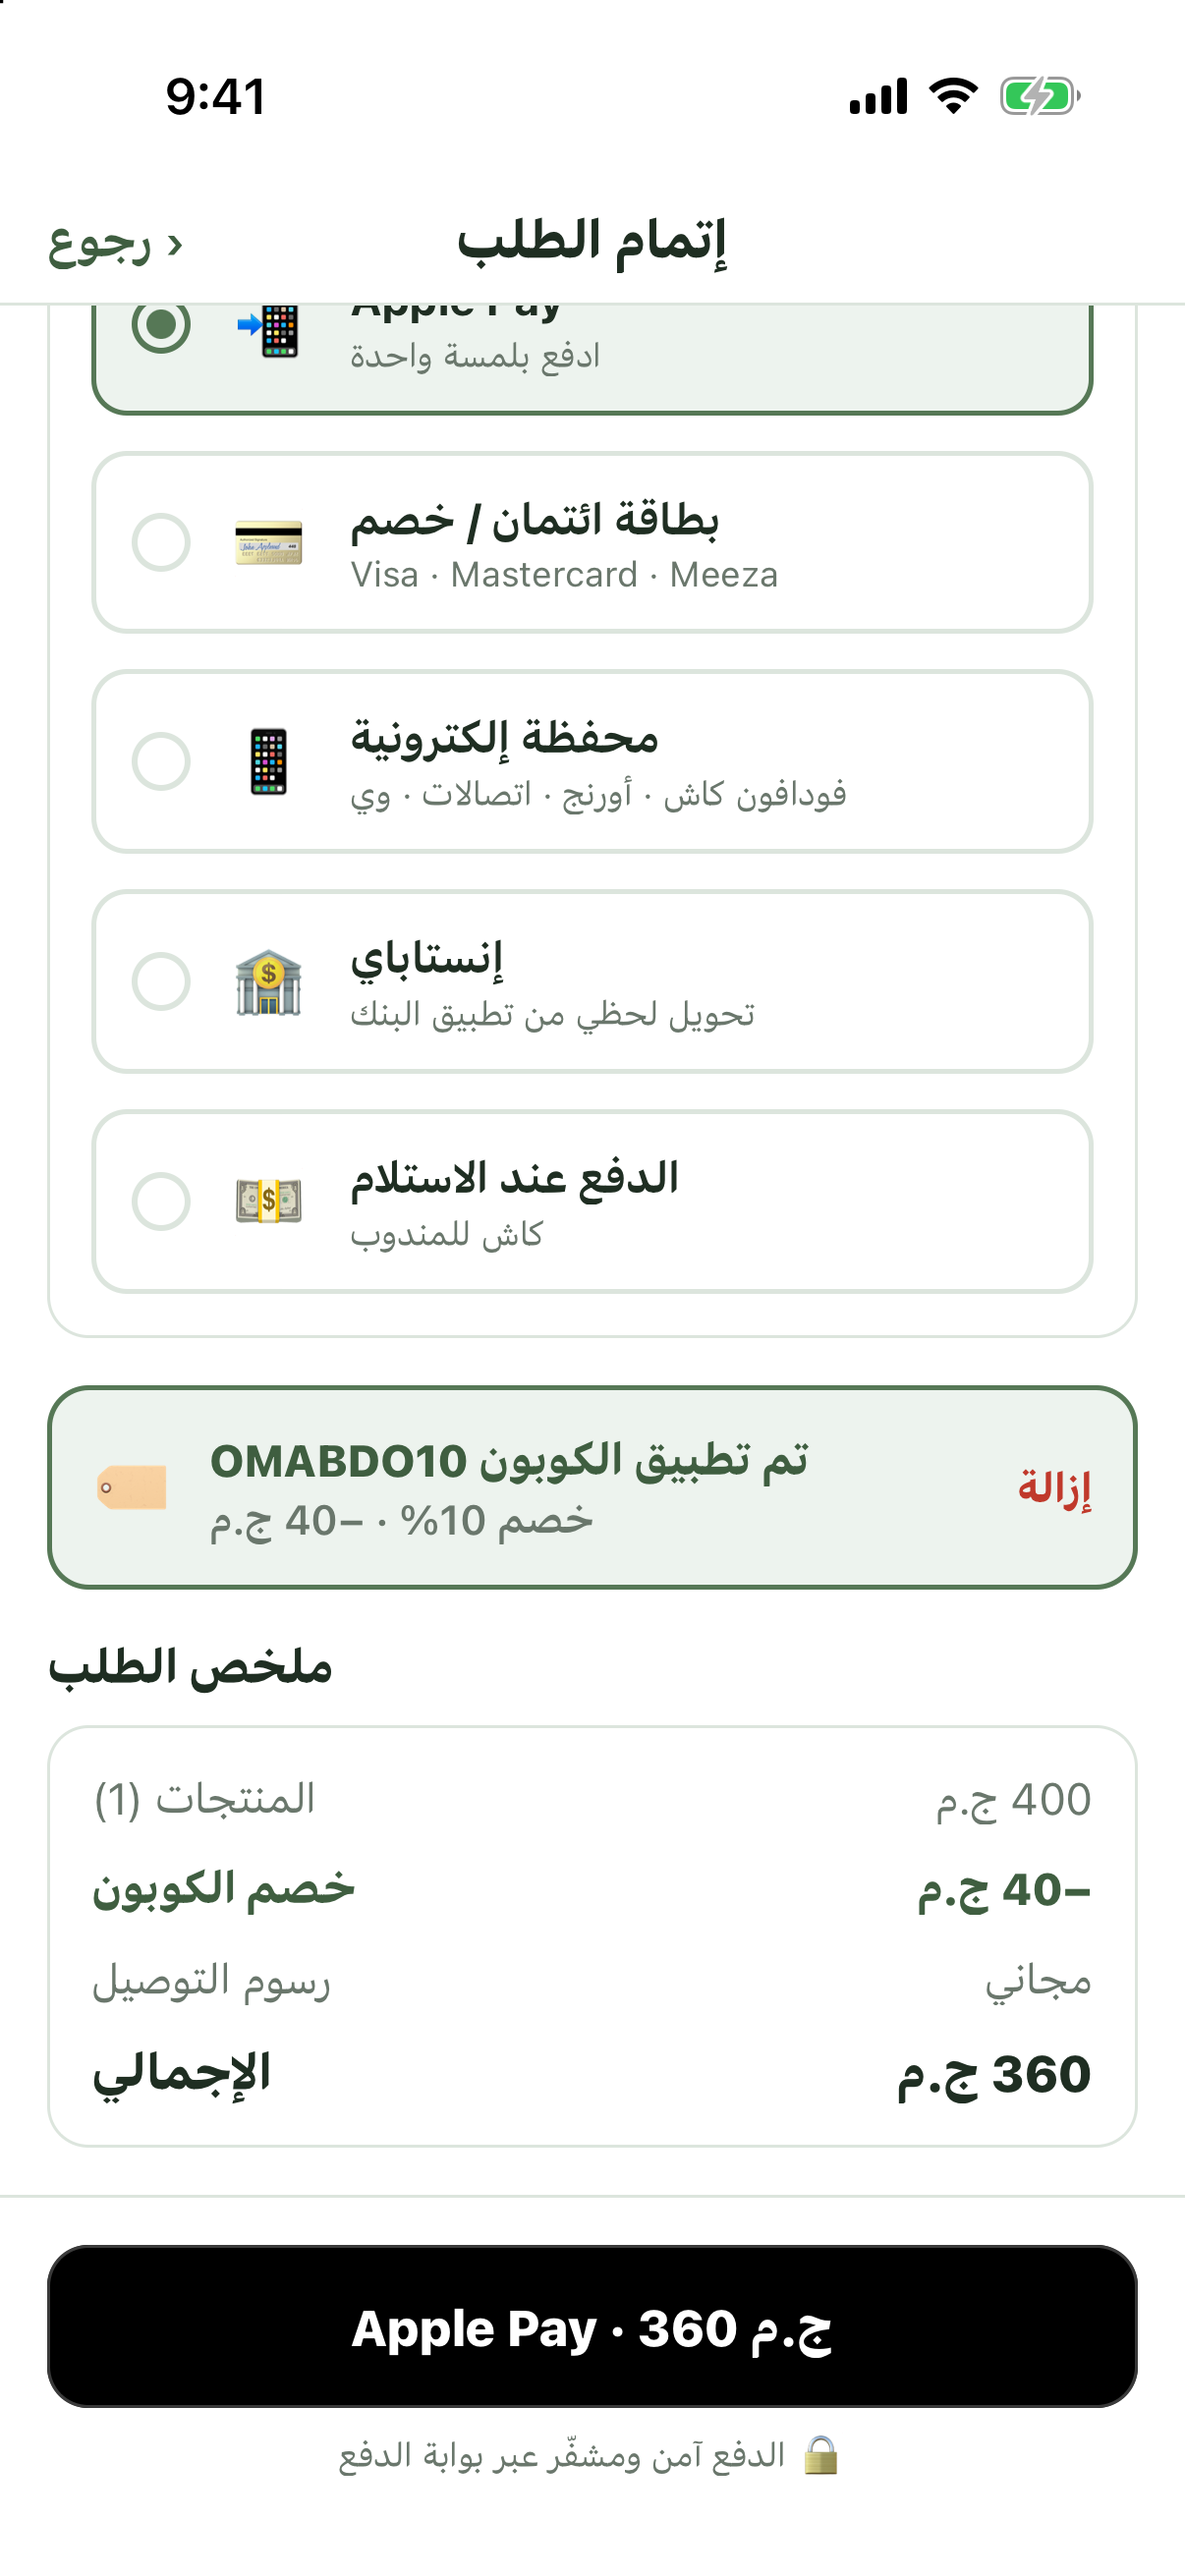 9:41
‹ رجوع
إتمام الطلب
Apple Pay
ادفع بلمسة واحدة
بطاقة ائتمان / خصم
Visa · Mastercard · Meeza
محفظة إلكترونية
فودافون كاش · أورنج · اتصالات · وي
إنستاباي
تحويل لحظي من تطبيق البنك
الدفع عند الاستلام
كاش للمندوب
تم تطبيق الكوبون OMABDO10
خصم 10% · −40 ج.م
إزالة
ملخص الطلب
المنتجات (1)
400 ج.م
خصم الكوبون
−40 ج.م
رسوم التوصيل
مجاني
الإجمالي
360 ج.م
Apple Pay · 360 ج.م
الدفع آمن ومشفّر عبر بوابة الدفع